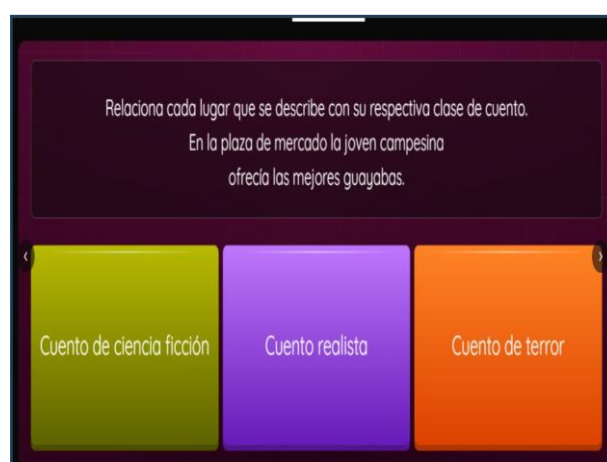 Relaciona cada lugar que se describe con su respectiva clase de cuento.
En la plaza de mercado la joven campesina
ofrecía las mejores guayabas.
Cuento de ciencia ficción
Cuento realista
Cuento de terror